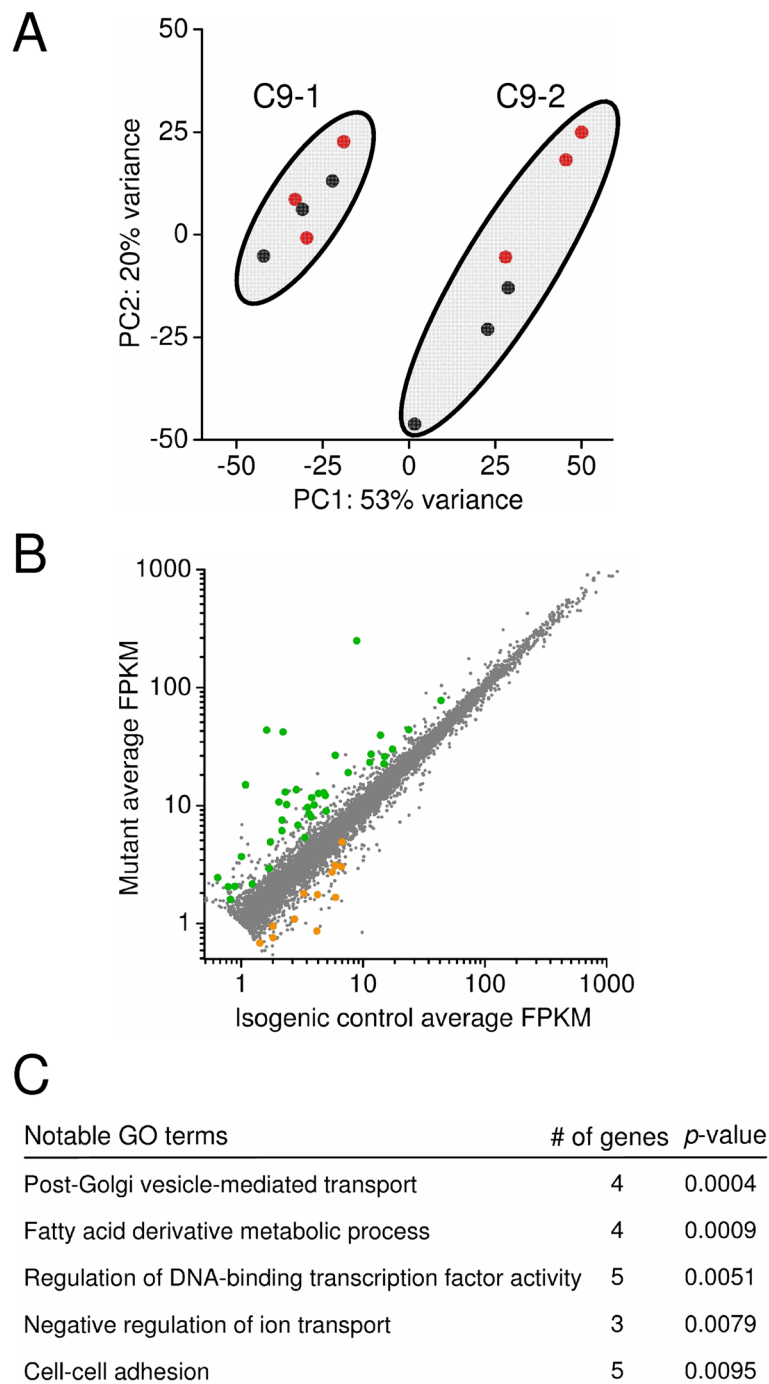 A
50
25
0
-25
-50
PC2: 20% variance
C9-1
C9-2
-50 -25 0 25 50
PC1: 53% variance
B
1000
100
10
1
Mutant average FPKM
1 10 100 1000
Isogenic control average FPKM
C
Notable GO terms # of genes p-value
Post-Golgi vesicle-mediated transport 4 0.0004
Fatty acid derivative metabolic process 4 0.0009
Regulation of DNA-binding transcription factor activity 5 0.0051
Negative regulation of ion transport 3 0.0079
Cell-cell adhesion 5 0.0095